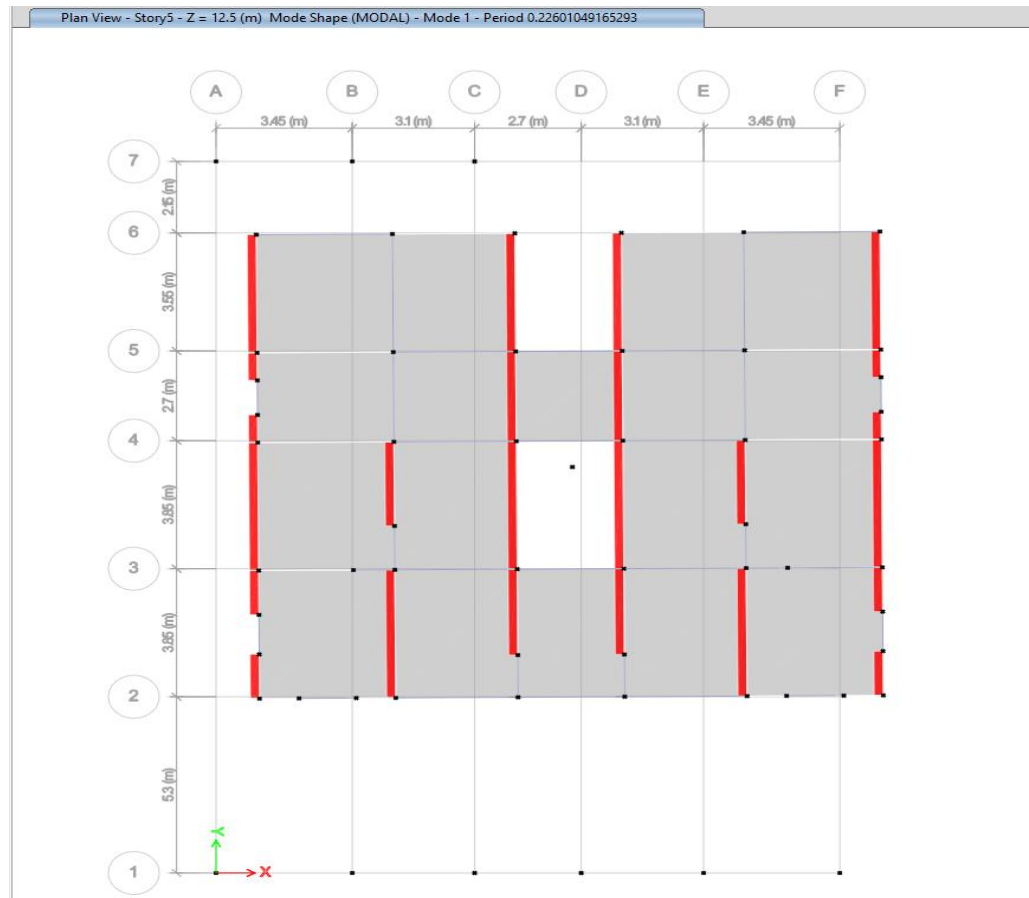 Plan View - Story5 - Z = 12.5 (m) Mode Shape (MODAL) - Mode 1 - Period 0.22601049165293
A B C D E F
3.45 (m) 3.1 (m) 2.7 (m) 3.1 (m) 3.45 (m)
7
2.15 (m)
6
3.55 (m)
5
2.7 (m)
4
3.85 (m)
3
3.85 (m)
2
5.3 (m)
Y
1
X